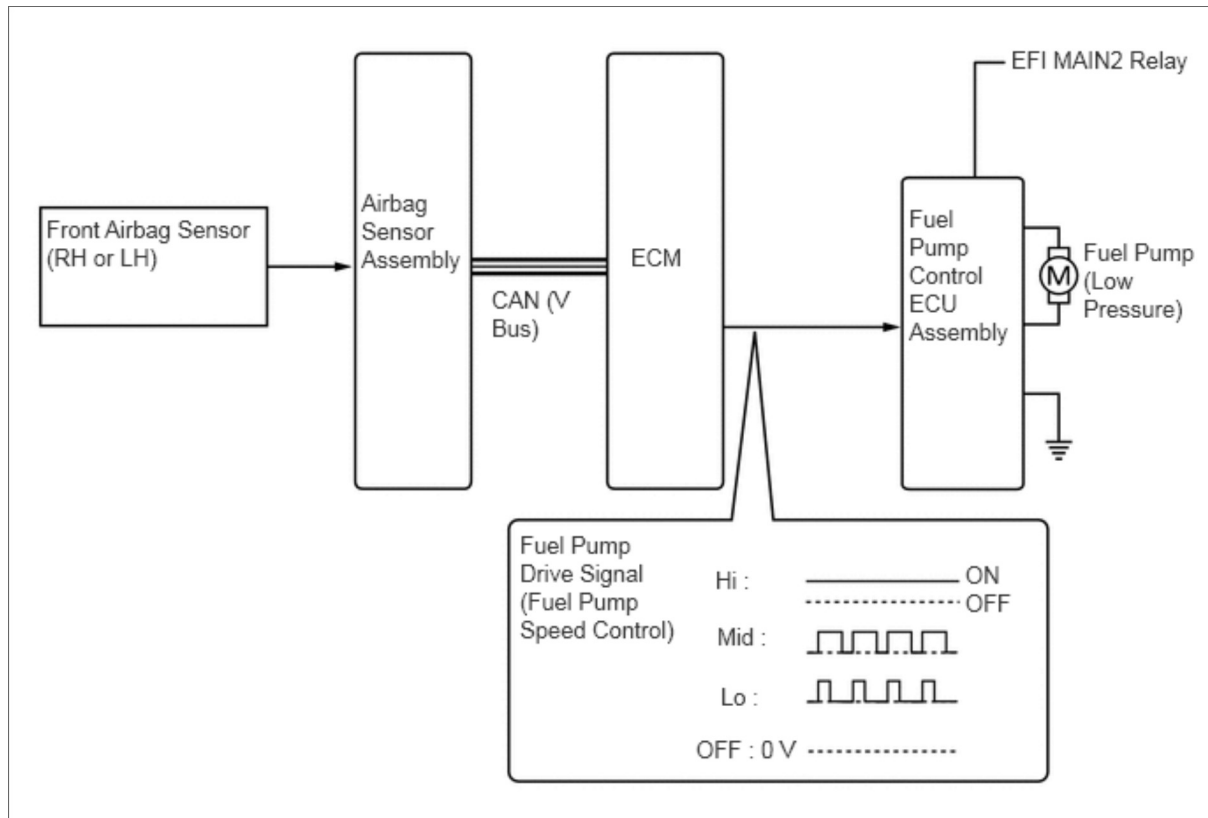 EFI MAIN2 Relay
Front Airbag Sensor
(RH or LH)
Airbag
Sensor
Assembly
CAN (V
Bus)
ECM
Fuel
Pump
Control
ECU
Assembly
M
Fuel Pump
(Low
Pressure)
Fuel Pump
Drive Signal
(Fuel Pump
Speed Control)
Hi :
ON
OFF
Mid :
Lo :
OFF : 0 V